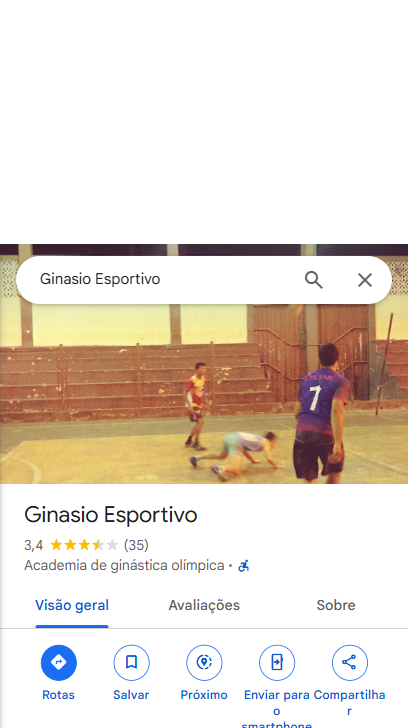 Ginasio Esportivo
1
Ginasio Esportivo
3,4 (35)
Academia de ginástica olímpica ·
Visão geral Avaliações Sobre
Rotas Salvar Próximo Enviar para o smartphone Compartilhar